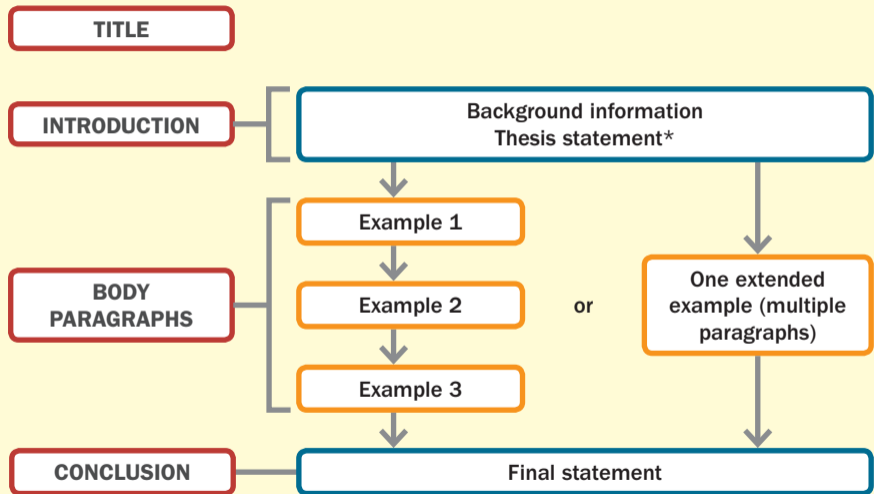 TITLE
INTRODUCTION
Background information
Thesis statement*
Example 1
BODY
PARAGRAPHS
Example 2
or
One extended
example (multiple
paragraphs)
Example 3
CONCLUSION
Final statement